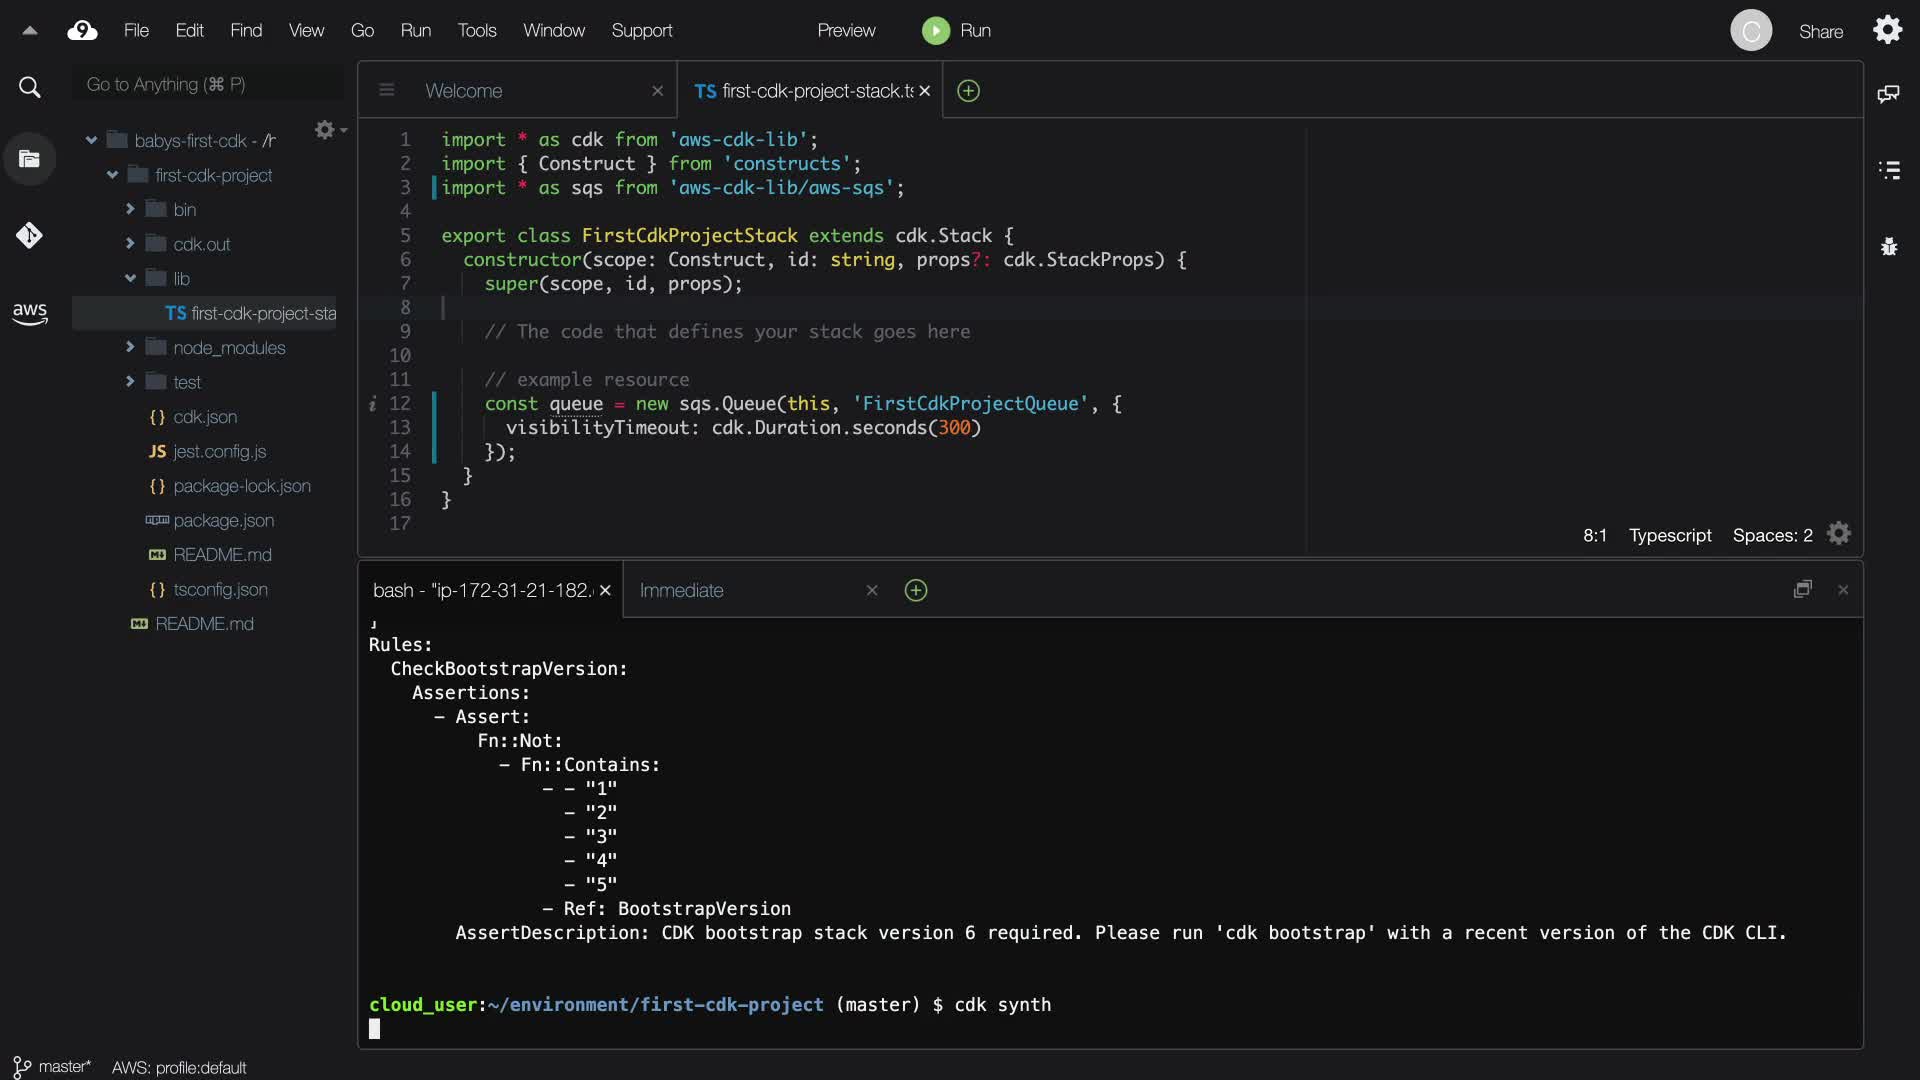 9 File Edit Find View Go Run Tools Window Support Preview Run C Share
Go to Anything (⌘ P)
babys-first-cdk - /h
first-cdk-project
bin
cdk.out
lib
TS first-cdk-project-sta
node_modules
test
{} cdk.json
JS jest.config.js
{} package-lock.json
package.json
README.md
{} tsconfig.json
README.md
aws
Welcome × TS first-cdk-project-stack.ts ×
1 import * as cdk from 'aws-cdk-lib';
2 import { Construct } from 'constructs';
3 import * as sqs from 'aws-cdk-lib/aws-sqs';
4
5 export class FirstCdkProjectStack extends cdk.Stack {
6 constructor(scope: Construct, id: string, props?: cdk.StackProps) {
7 super(scope, id, props);
8
9 // The code that defines your stack goes here
10
11 // example resource
i 12 const queue = new sqs.Queue(this, 'FirstCdkProjectQueue', {
13 visibilityTimeout: cdk.Duration.seconds(300)
14 });
15 }
16 }
17
8:1 Typescript Spaces: 2
bash - "ip-172-31-21-182. × Immediate ×
Rules:
CheckBootstrapVersion:
Assertions:
- Assert:
Fn::Not:
- Fn::Contains:
- - "1"
- "2"
- "3"
- "4"
- "5"
- Ref: BootstrapVersion
AssertDescription: CDK bootstrap stack version 6 required. Please run 'cdk bootstrap' with a recent version of the CDK CLI.
cloud_user:~/environment/first-cdk-project (master) $ cdk synth
master* AWS: profile:default